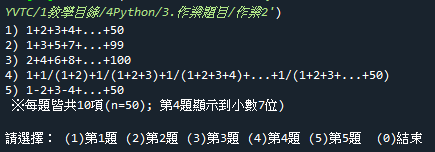 YVTC/1教學目錄/4Python/3.作業題目/作業2')
1) 1+2+3+4+...+50
2) 1+3+5+7+...+99
3) 2+4+6+8+...+100
4) 1+1/(1+2)+1/(1+2+3)+1/(1+2+3+4)...+1/(1+2+3+...+50)
5) 1-2+3-4+...+50
※每題皆共10項(n=50); 第4題顯示到小數7位)
請選擇: (1)第1題 (2)第2題 (3)第3題 (4)第4題 (5)第5題 (0)結束